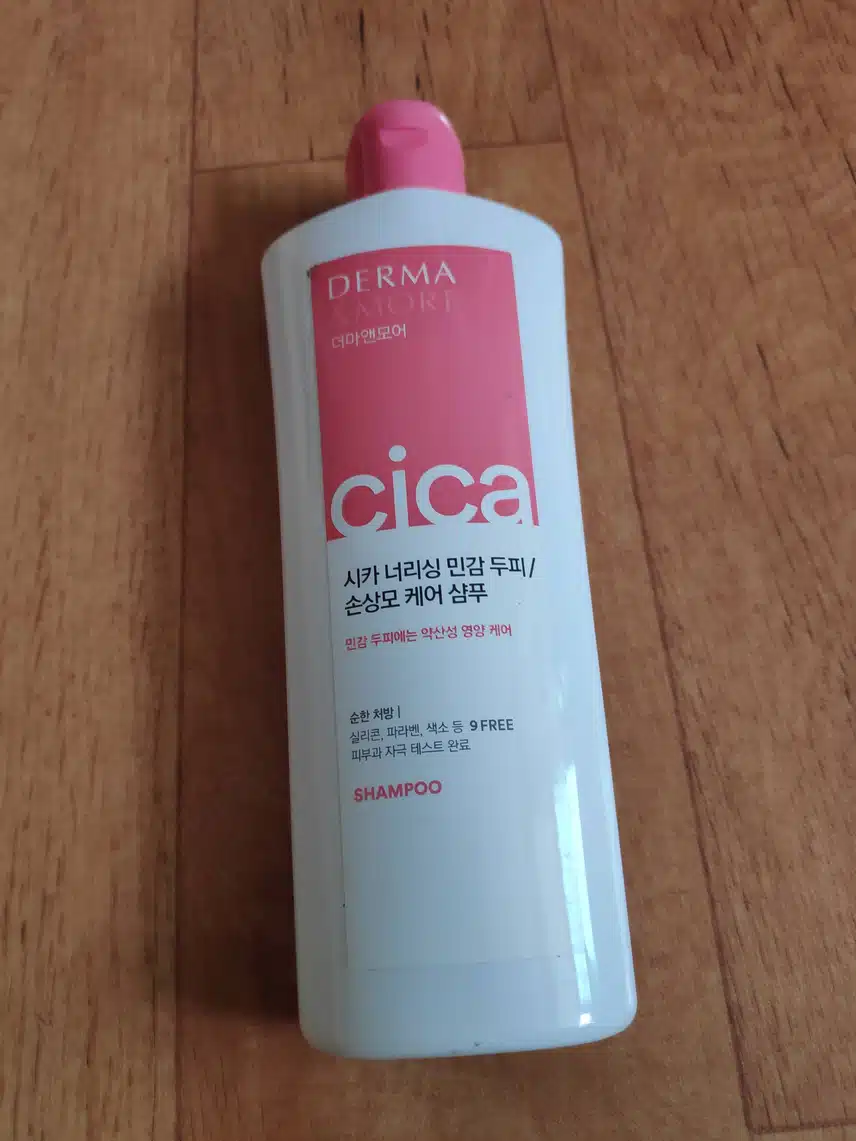 DERMA
&MORE
더마앤모어
cica
시카 너리싱 민감 두피/
손상모 케어 샴푸
민감 두피에는 약산성 영양 케어
순한 처방 |
실리콘, 파라벤, 색소 등 9 FREE
피부과 자극 테스트 완료
SHAMPOO